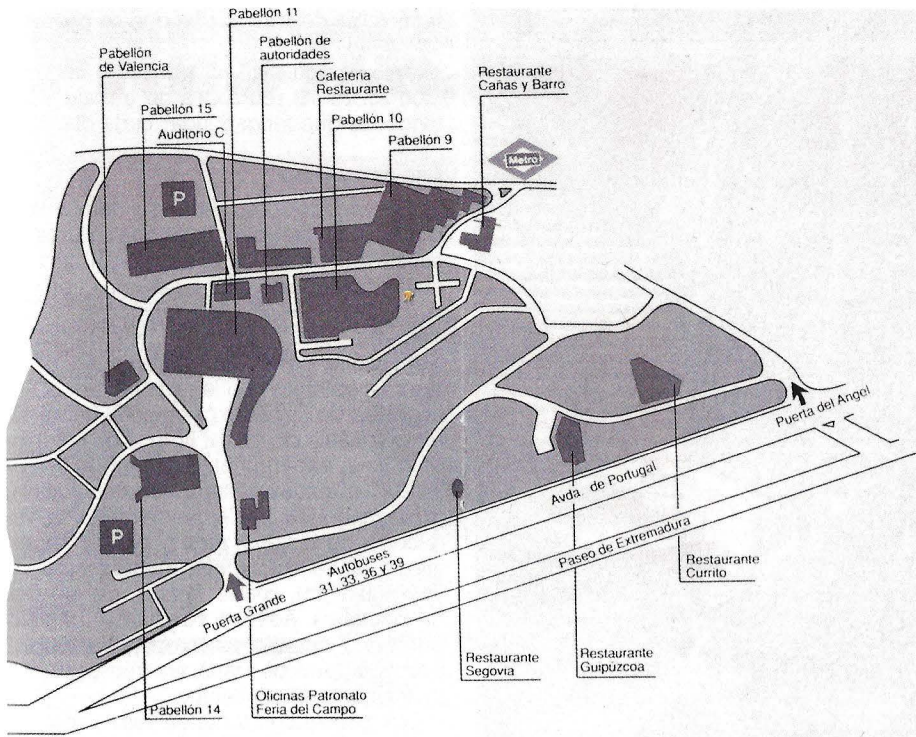 Pabellón 11
Pabellón de
autoridades
Pabellón
de Valencia
Cafeteria
Restaurante
Restaurante
Cañas y Barro
Pabellón 15
Pabellón 10
Auditorio C
Pabellón 9
Metro
P
Puerta del Angel
Avda. de Portugal
Paseo de Extremadura
P
Autobuses
31, 33, 36 y 39
Puerta Grande
Restaurante
Currito
Restaurante
Segovia
Restaurante
Guipúzcoa
Oficinas Patronato
Feria del Campo
Pabellón 14